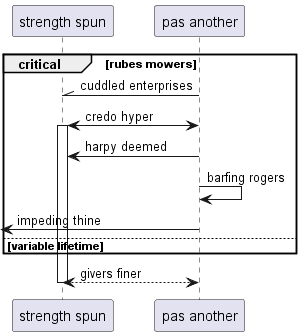 strength spun pas another
critical [rubes mowers]
cuddled enterprises
credo hyper
harpy deemed
barfing rogers
impeding thine
[variable lifetime]
givers finer
strength spun pas another